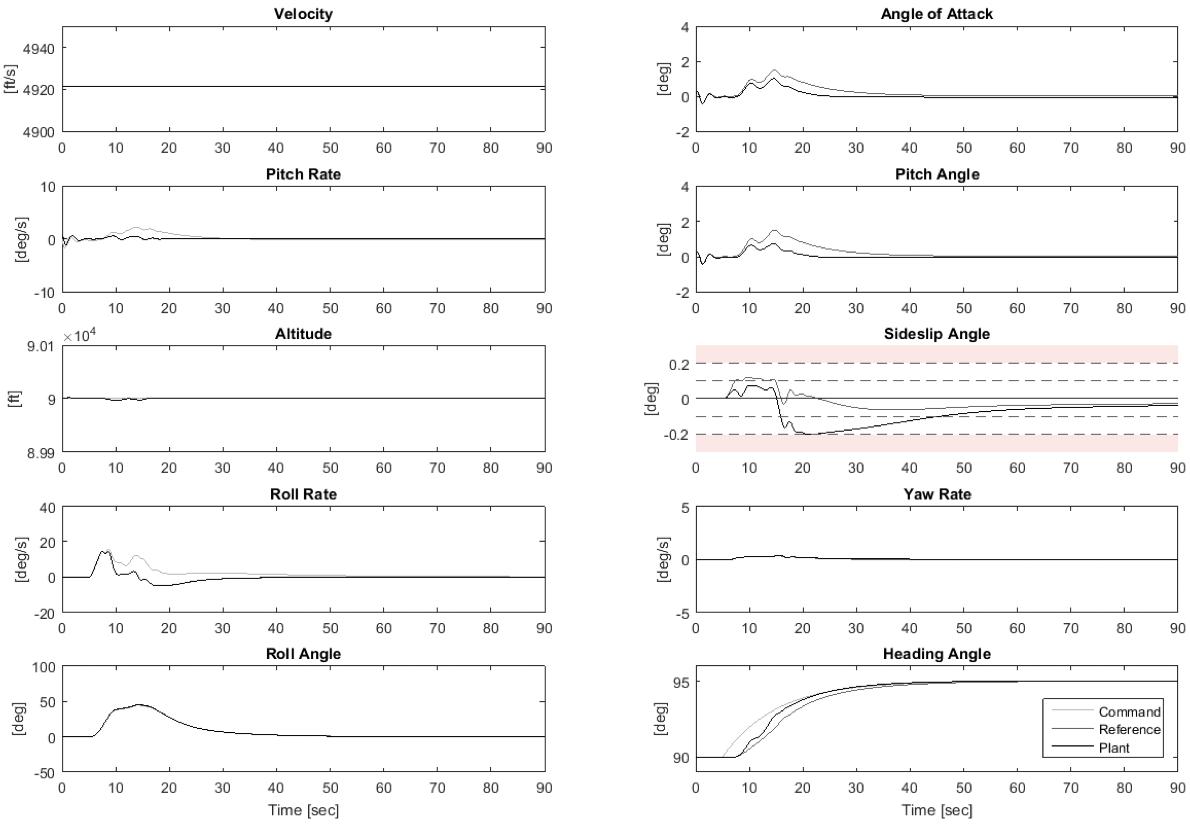 Velocity
4940
4920
4900
[ft/s]
0 10 20 30 40 50 60 70 80 90
Angle of Attack
4
2
0
-2
[deg]
0 10 20 30 40 50 60 70 80 90
Pitch Rate
10
0
-10
[deg/s]
0 10 20 30 40 50 60 70 80 90
Pitch Angle
4
2
0
-2
[deg]
0 10 20 30 40 50 60 70 80 90
Altitude
×10⁴
9.01
9
8.99
[ft]
0 10 20 30 40 50 60 70 80 90
Sideslip Angle
0.2
0
-0.2
[deg]
0 10 20 30 40 50 60 70 80 90
Roll Rate
40
20
0
-20
[deg/s]
0 10 20 30 40 50 60 70 80 90
Yaw Rate
5
0
-5
[deg/s]
0 10 20 30 40 50 60 70 80 90
Roll Angle
100
50
0
-50
[deg]
0 10 20 30 40 50 60 70 80 90
Time [sec]
Heading Angle
95
90
[deg]
Command
Reference
Plant
0 10 20 30 40 50 60 70 80 90
Time [sec]